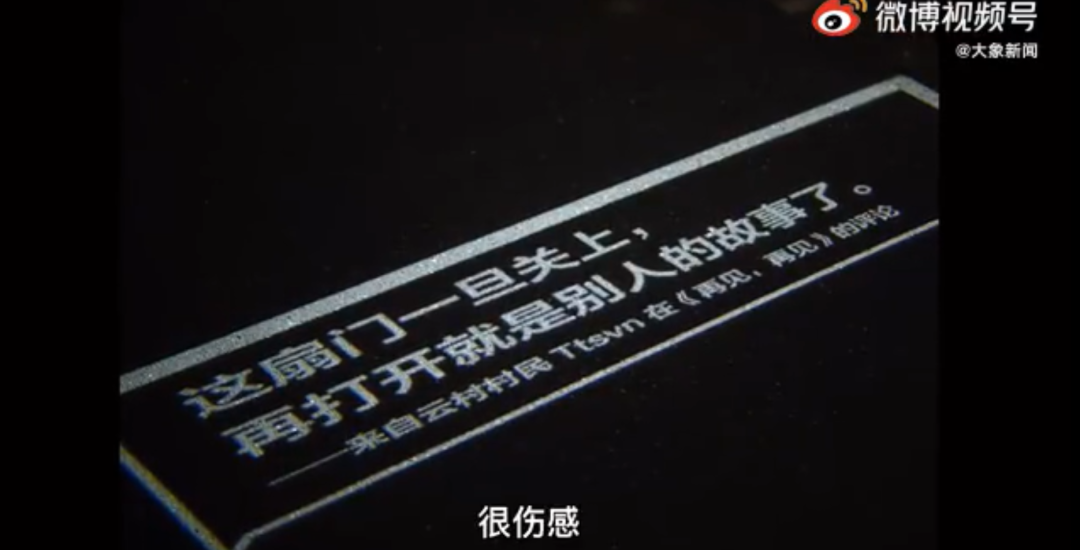 微博视频号
@大象新闻
这扇门一旦关上，
再打开就是别人的故事了。
——来自云村村民 Ttsvn 在《再见，再见》的评论
很伤感